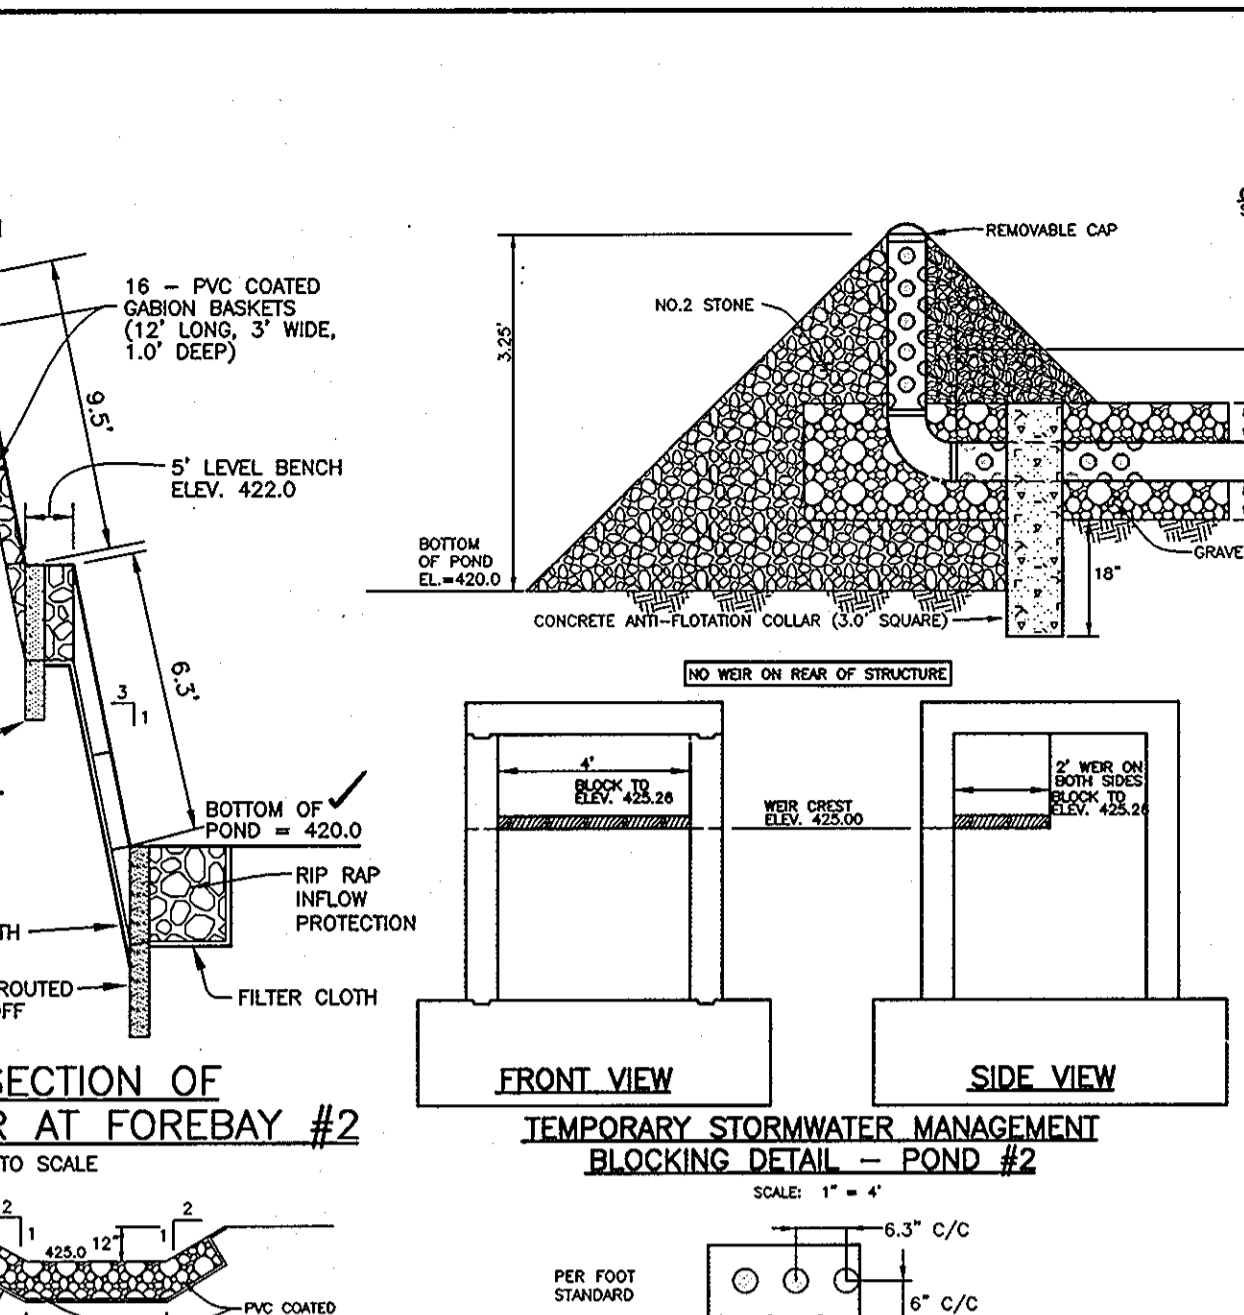 REMOVABLE CAP
16 - PVC COATED
GABION BASKETS
(12' LONG, 3' WIDE,
1.0' DEEP)
NO.2 STONE
3.25'
9.5'
5' LEVEL BENCH
ELEV. 422.0
BOTTOM
OF POND
EL.=420.0
18"
CONCRETE ANTI-FLOTATION COLLAR (3.0' SQUARE)
6.3'
3
1
NO WEIR ON REAR OF STRUCTURE
4'
BLOCK TO
ELEV. 425.26
WEIR CREST
ELEV. 425.00
2' WEIR ON
BOTH SIDES
BLOCK TO
ELEV. 425.26
BOTTOM OF
POND = 420.0
RIP RAP
INFLOW
PROTECTION
FILTER CLOTH
FRONT VIEW
SIDE VIEW
SECTION OF
AT FOREBAY #2
TO SCALE
TEMPORARY STORMWATER MANAGEMENT
BLOCKING DETAIL - POND #2
SCALE: 1" = 4'
2
1
425.0
12"
1
2
PVC COATED
6.3" C/C
PER FOOT
STANDARD
6" C/C